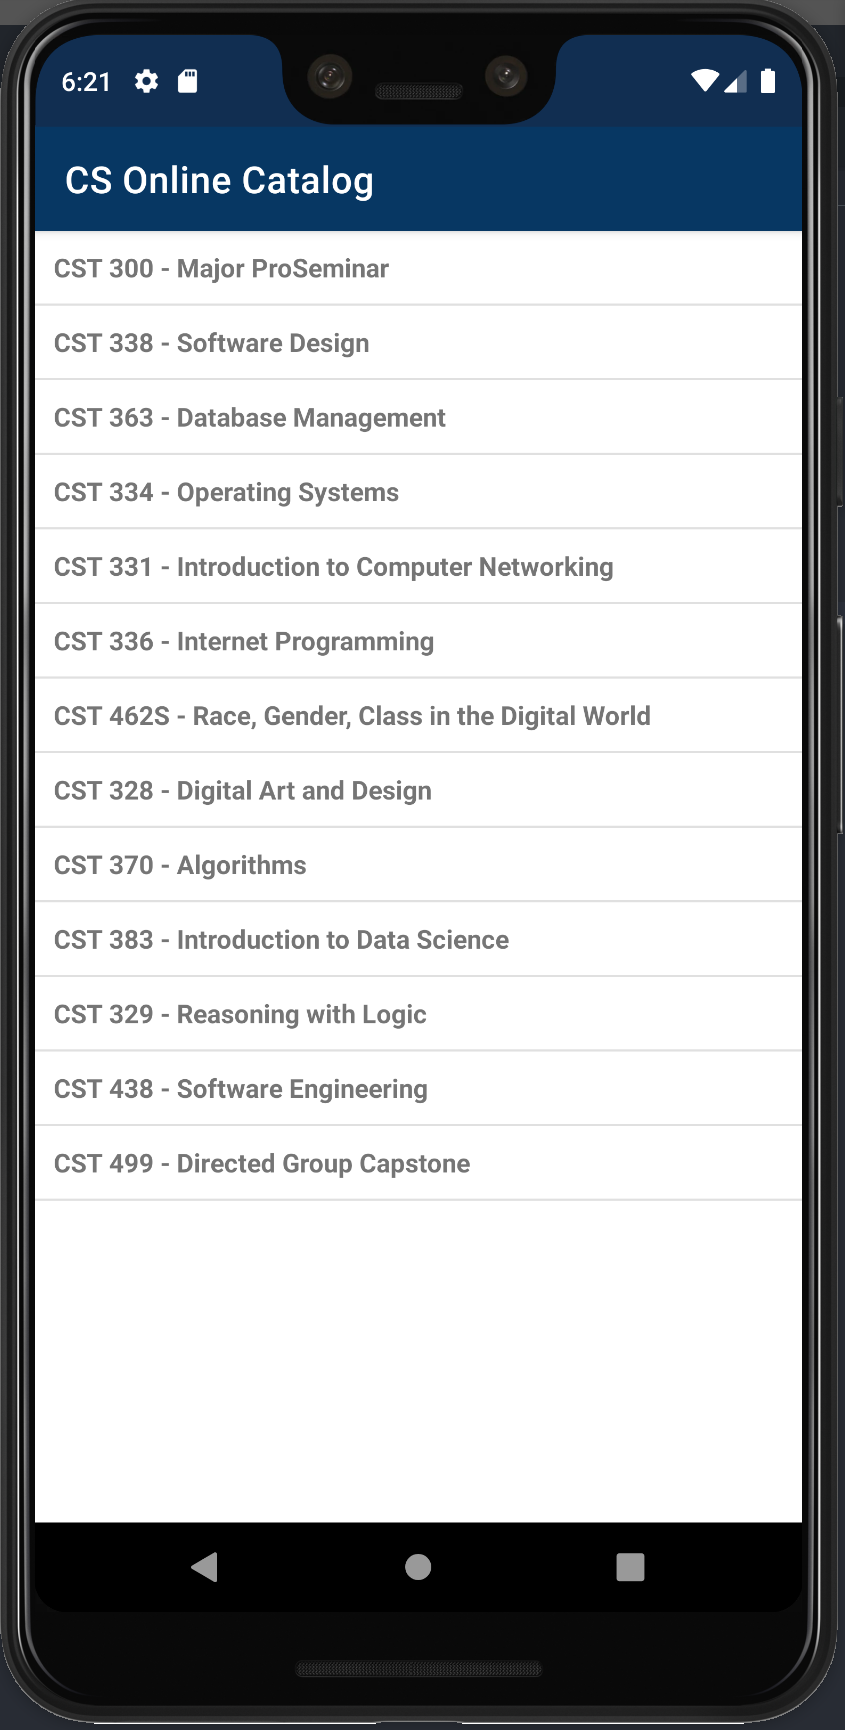 6:21
CS Online Catalog
CST 300 - Major ProSeminar
CST 338 - Software Design
CST 363 - Database Management
CST 334 - Operating Systems
CST 331 - Introduction to Computer Networking
CST 336 - Internet Programming
CST 462S - Race, Gender, Class in the Digital World
CST 328 - Digital Art and Design
CST 370 - Algorithms
CST 383 - Introduction to Data Science
CST 329 - Reasoning with Logic
CST 438 - Software Engineering
CST 499 - Directed Group Capstone